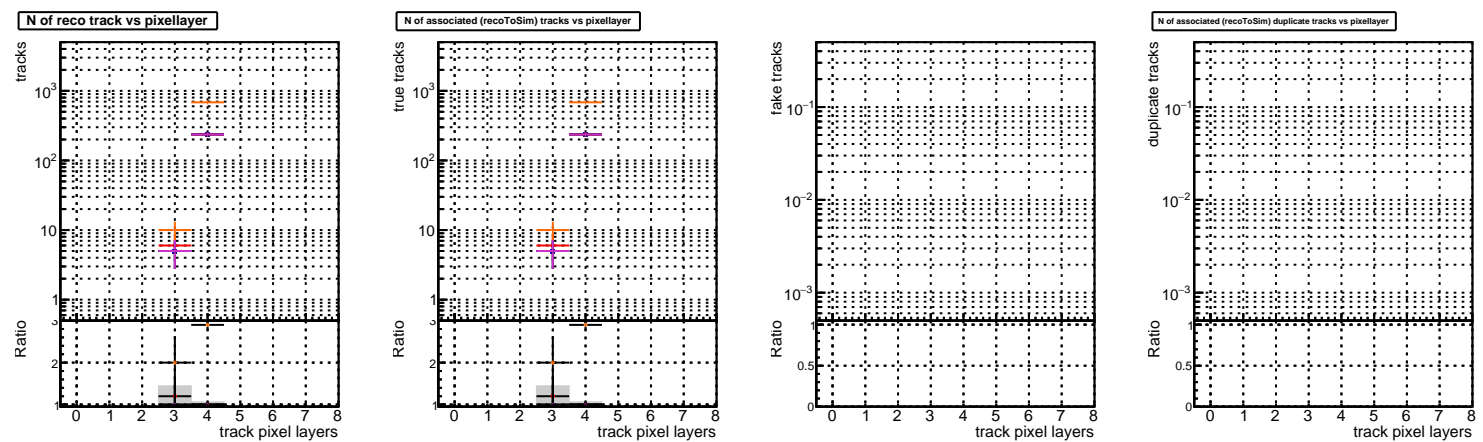 N of reco track vs pixellayer
tracks
10³
10²
10
1
Ratio
3
2
1
0 1 2 3 4 5 6 7 8
track pixel layers
N of associated (recoToSim) tracks vs pixellayer
true tracks
10³
10²
10
1
Ratio
3
2
1
0 1 2 3 4 5 6 7 8
track pixel layers
fake tracks
10⁻¹
10⁻²
10⁻³
Ratio
1
0.5
0
0 1 2 3 4 5 6 7 8
track pixel layers
N of associated (recoToSim) duplicate tracks vs pixellayer
duplicate tracks
10⁻¹
10⁻²
10⁻³
Ratio
1
0.5
0
0 1 2 3 4 5 6 7 8
track pixel layers